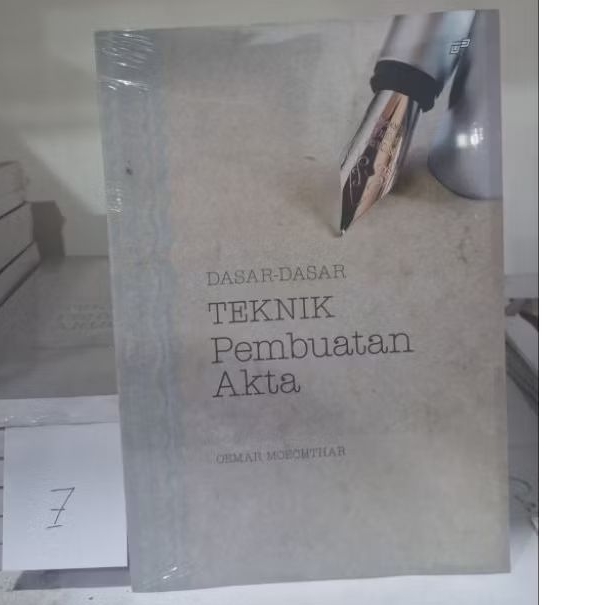 DASAR-DASAR
TEKNIK
Pembuatan
Akta
OEMAR MOECHTHAR
7